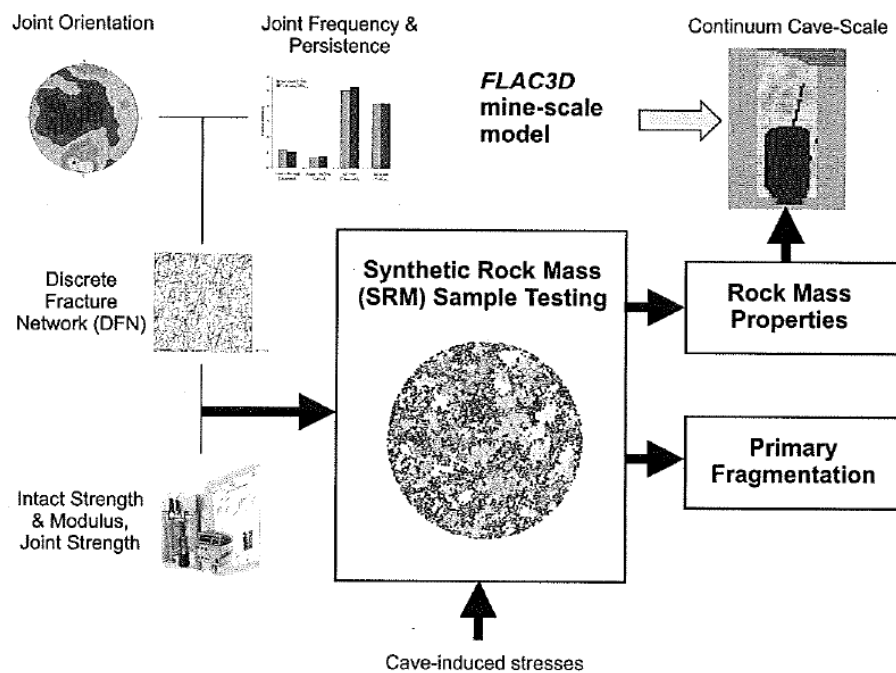 Joint Orientation
Joint Frequency &
Persistence
Continuum Cave-Scale
FLAC3D
mine-scale
model
Discrete
Fracture
Network (DFN)
Synthetic Rock Mass
(SRM) Sample Testing
Rock Mass
Properties
Primary
Fragmentation
Intact Strength
& Modulus,
Joint Strength
Cave-induced stresses